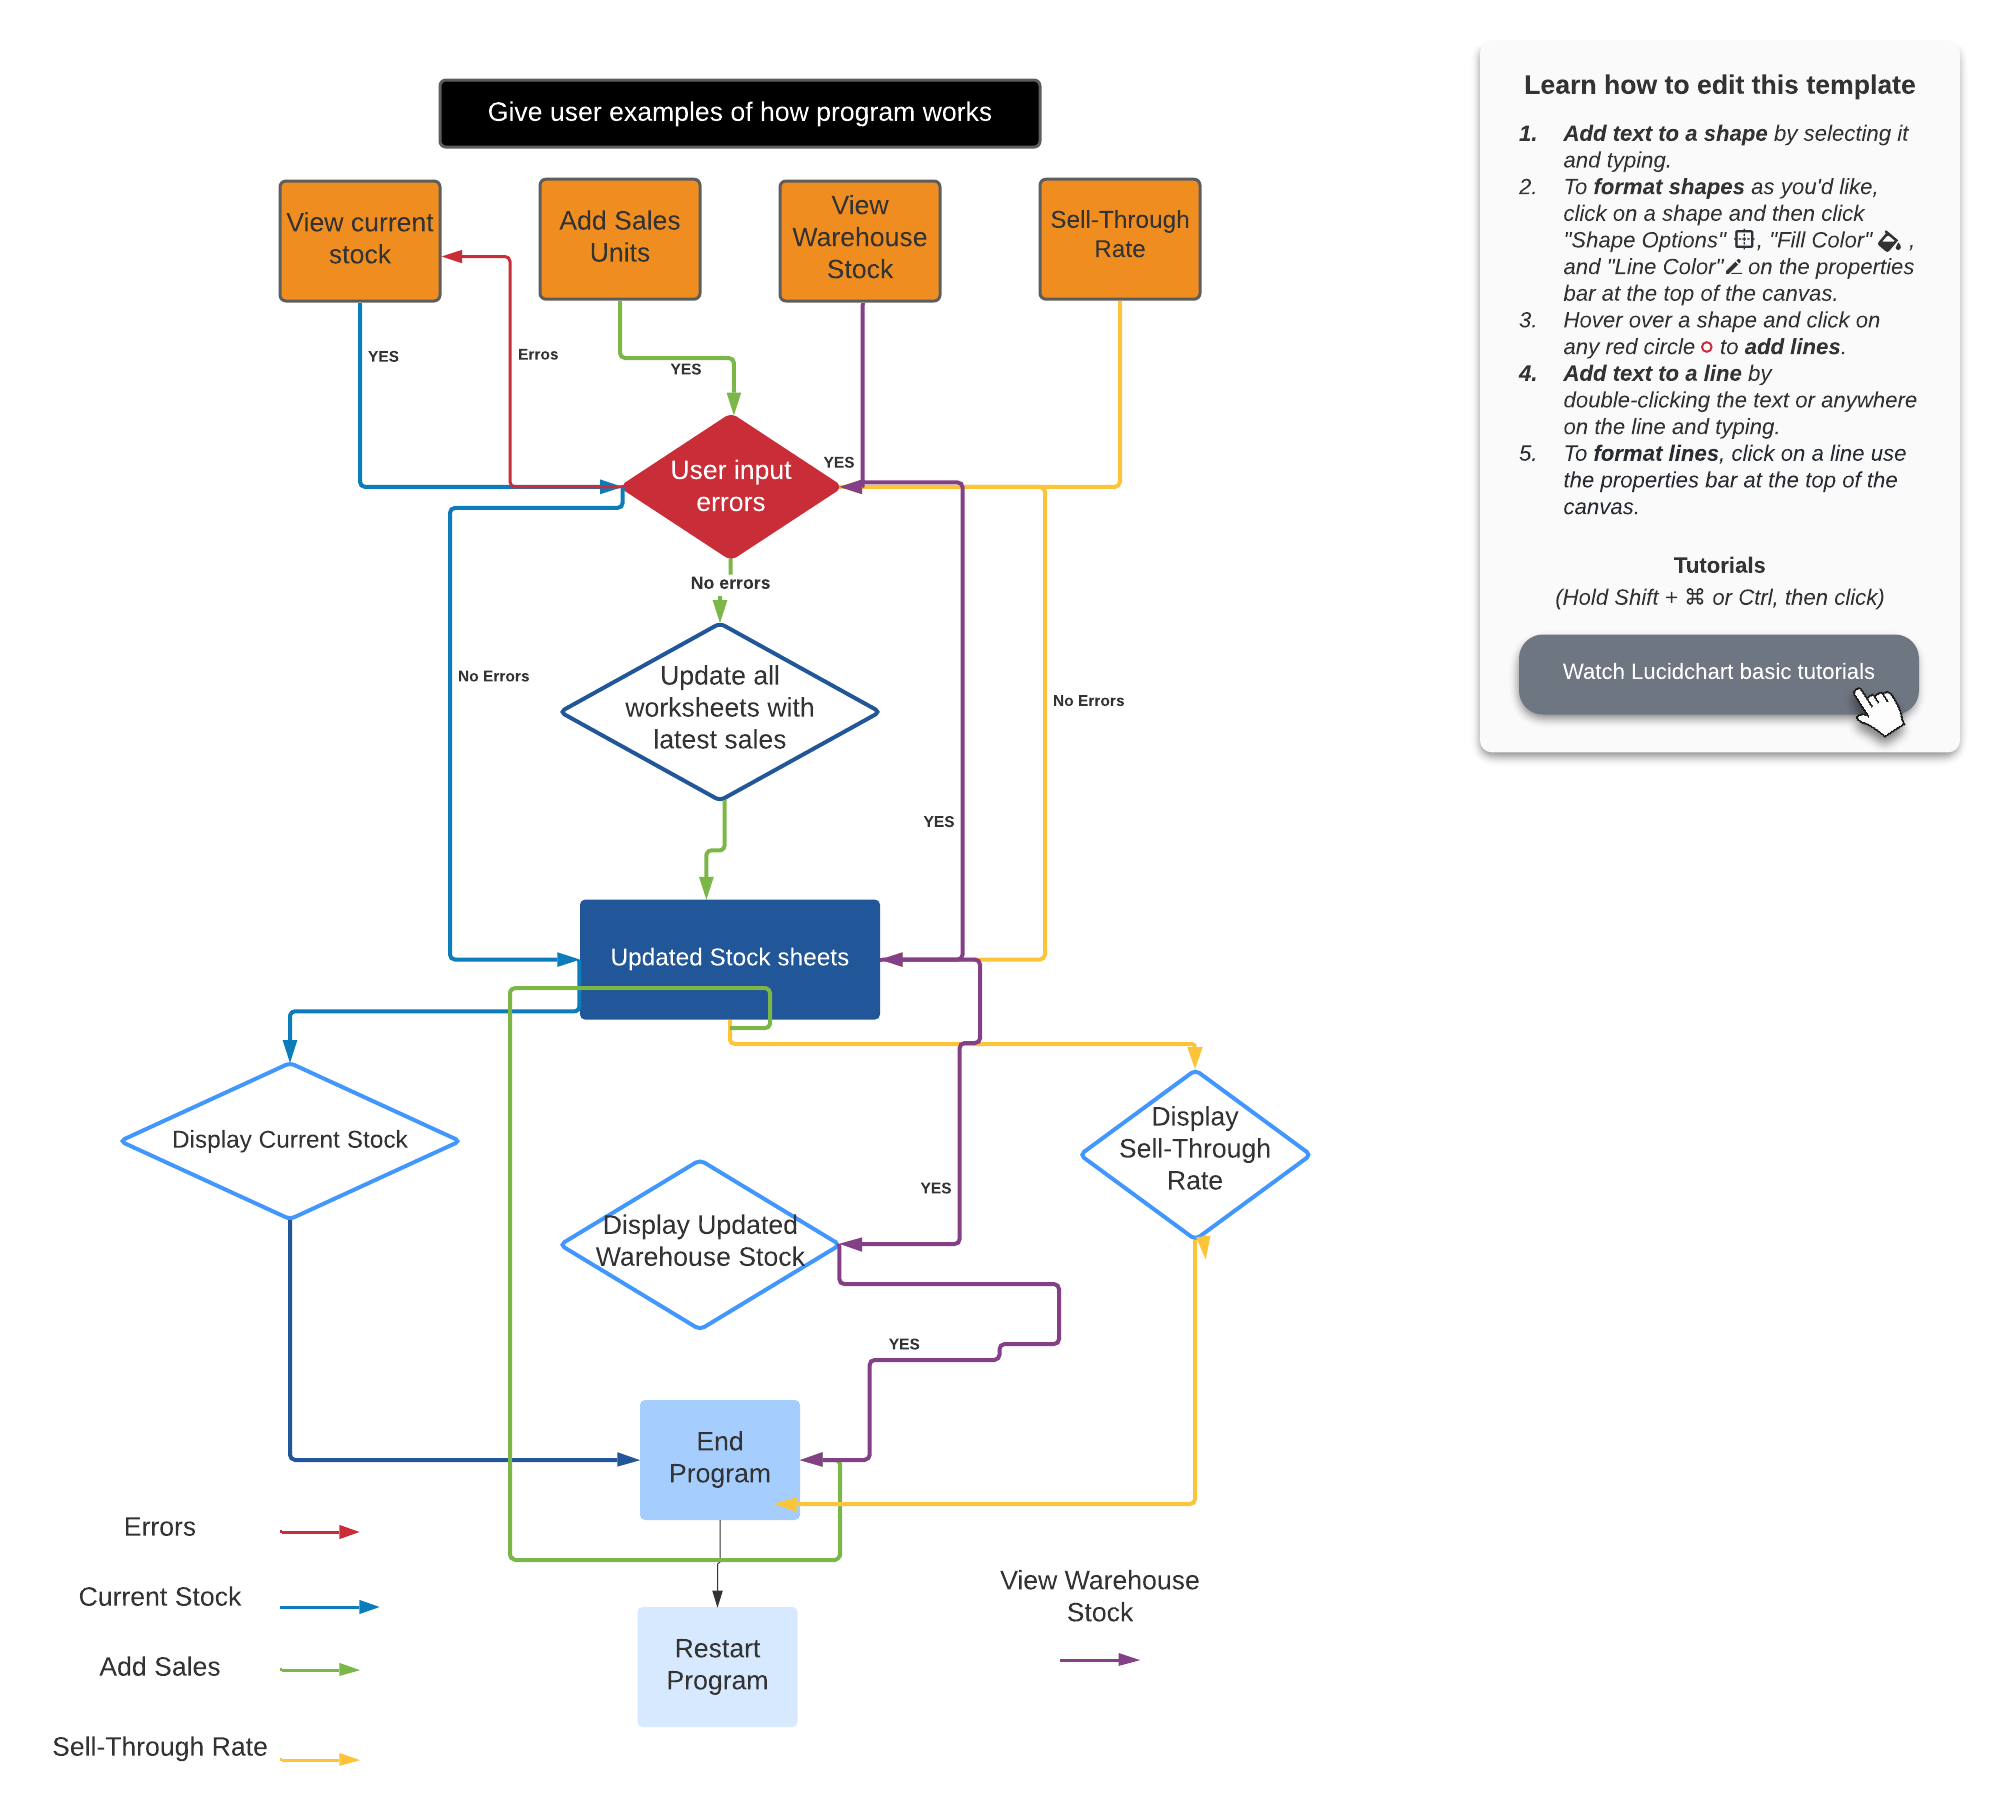 Give user examples of how program works
View current
stock
Add Sales
Units
View
Warehouse
Stock
Sell-Through
Rate
YES
Erros
YES
YES
User input
errors
No errors
No Errors
Update all
worksheets with
latest sales
No Errors
YES
Updated Stock sheets
Display Current Stock
Display
Sell-Through
Rate
YES
Display Updated
Warehouse Stock
YES
End
Program
Restart
Program
Errors
Current Stock
Add Sales
Sell-Through Rate
View Warehouse
Stock
Learn how to edit this template
1. Add text to a shape by selecting it
and typing.
2. To format shapes as you'd like,
click on a shape and then click
"Shape Options" , "Fill Color" ,
and "Line Color" on the properties
bar at the top of the canvas.
3. Hover over a shape and click on
any red circle to add lines.
4. Add text to a line by
double-clicking the text or anywhere
on the line and typing.
5. To format lines, click on a line use
the properties bar at the top of the
canvas.
Tutorials
(Hold Shift + ⌘ or Ctrl, then click)
Watch Lucidchart basic tutorials